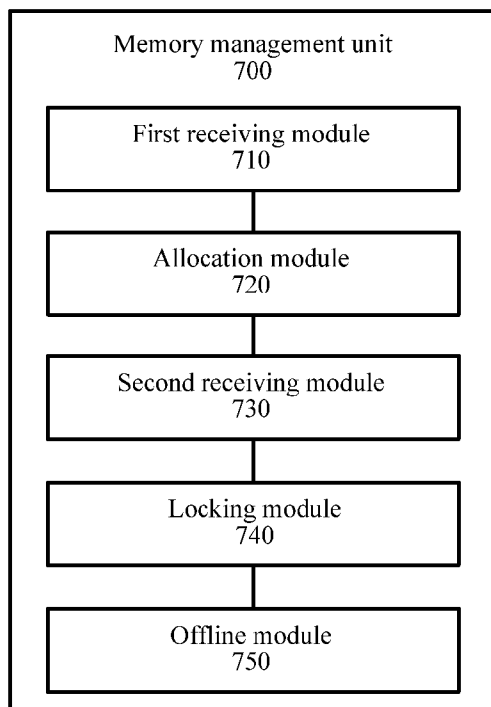 Memory management unit
700
First receiving module
710
Allocation module
720
Second receiving module
730
Locking module
740
Offline module
750